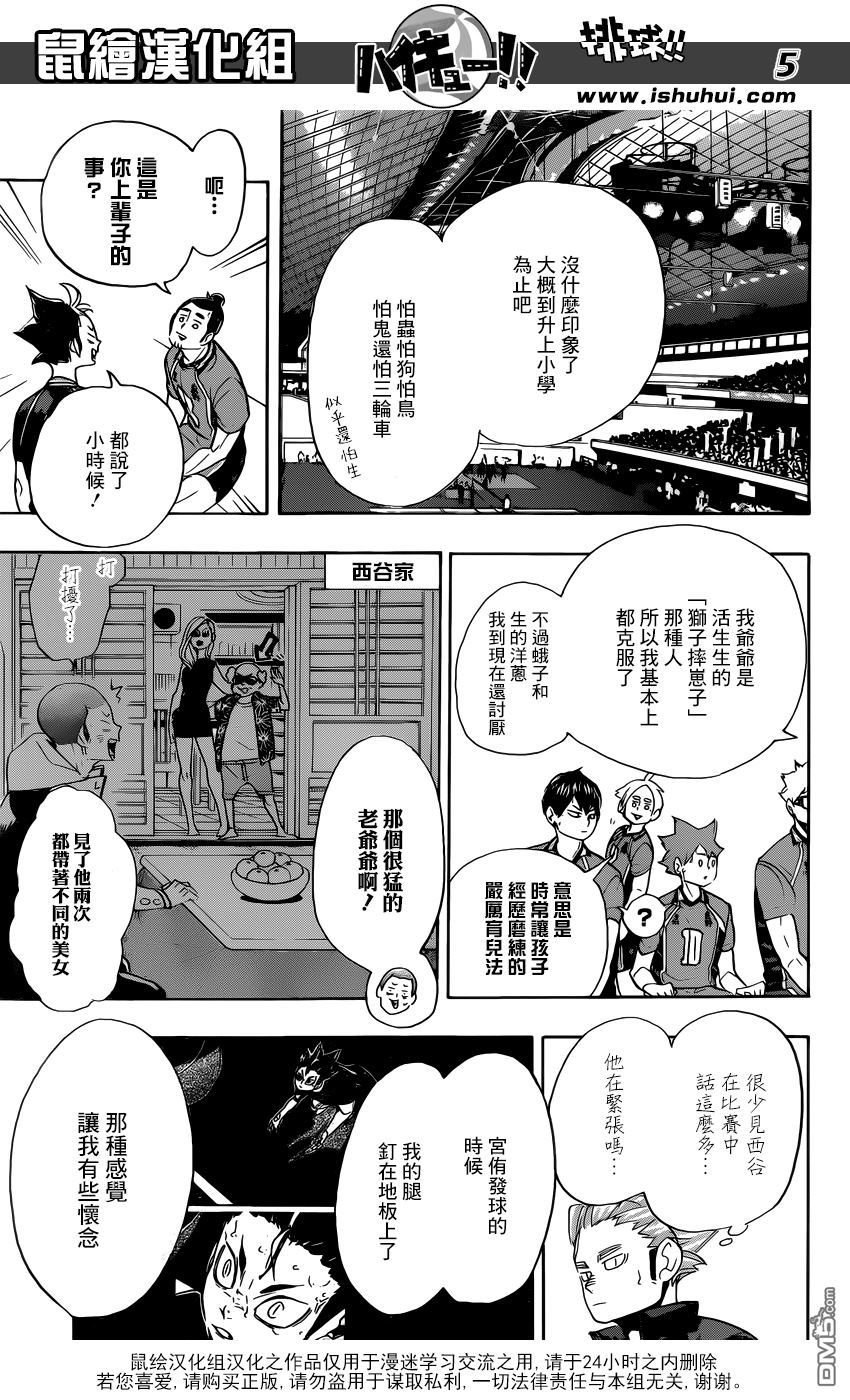 鼠繪漢化組
ハイキュー!!
排球!!
5
www.ishuhui.com
沒什麼印象了
大概到升上小學
為止吧
怕蟲怕狗怕鳥
怕鬼還怕三輪車
似乎還怕生
呃…
這是
你上輩子的
事？
都說了
小時候！
我爺爺是
活生生的
「獅子摔崽子」
那種人
所以我基本上
都克服了
不過蛾子和
生的洋蔥
我到現在還討厭
意思是
時常讓孩子
經歷磨練的
嚴厲育兒法
？
西谷家
打
打擾了…
那個很猛的
老爺爺啊！
見了他兩次
都帶著不同的美女
很少見西谷
在比賽中
話這麼多…
他在緊張嗎…
宮侑發球的
時候
我的腿
釘在地板上了
那種感覺
讓我有些懷念
DM5.com
鼠绘汉化组汉化之作品仅用于漫迷学习交流之用, 请于24小时之内删除
若您喜爱, 请购买正版, 请勿盗用于谋取私利, 一切法律责任与本组无关, 谢谢.